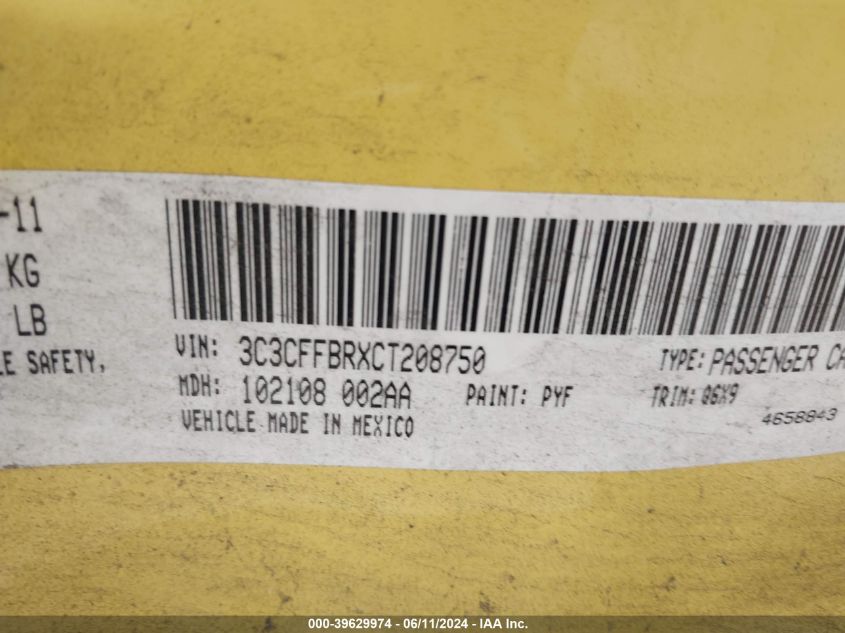 -11
KG
LB
LE SAFETY,
VIN: 3C3CFFBRXCT208750
TYPE: PASSENGER CA
MDH: 102108 002AA
PAINT: PYF
TRIM: Q6X9
VEHICLE MADE IN MEXICO
4658843
000-39629974 - 06/11/2024 - IAA Inc.